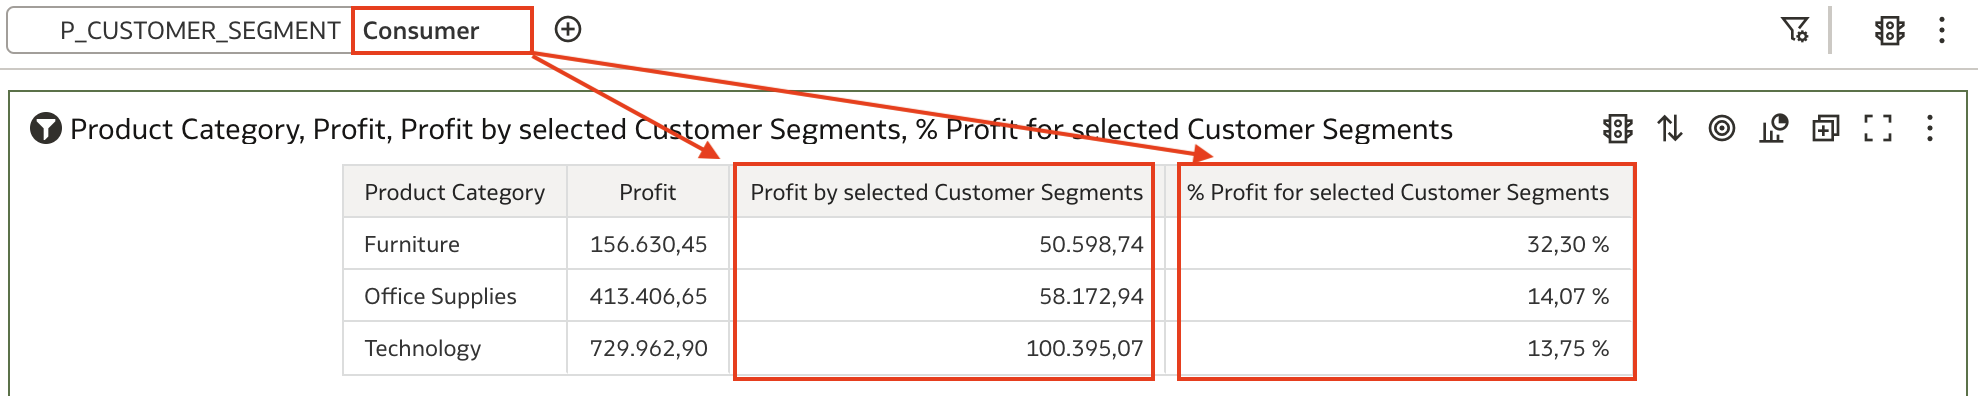 P_CUSTOMER_SEGMENT Consumer
Product Category, Profit, Profit by selected Customer Segments, % Profit for selected Customer Segments
Product Category Profit Profit by selected Customer Segments % Profit for selected Customer Segments
Furniture 156.630,45 50.598,74 32,30 %
Office Supplies 413.406,65 58.172,94 14,07 %
Technology 729.962,90 100.395,07 13,75 %